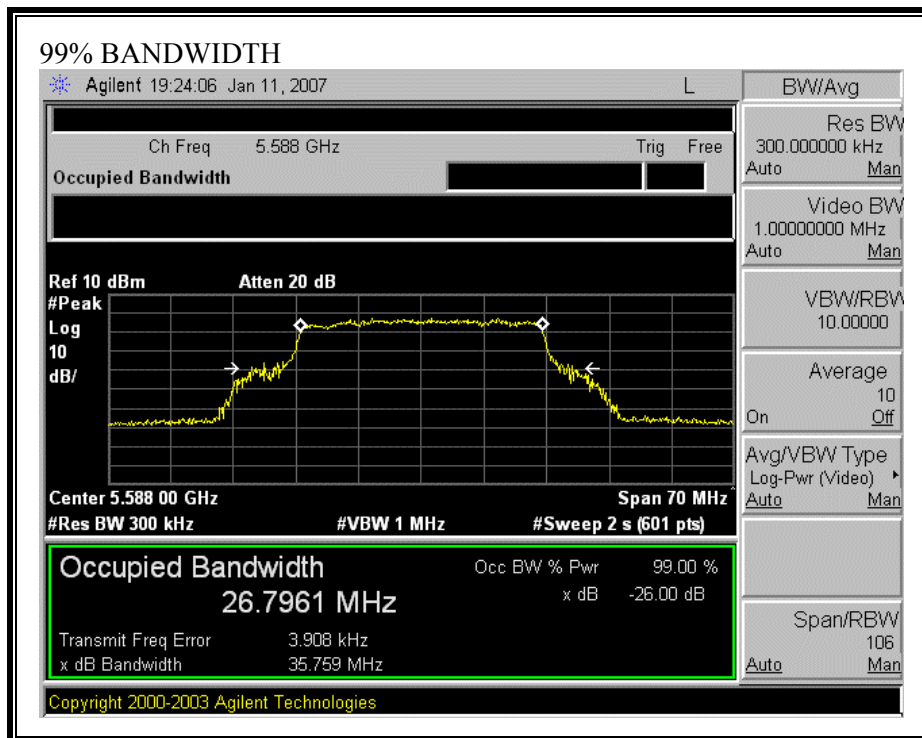 99% BANDWIDTH
Agilent 19:24:06 Jan 11, 2007 L
BW/Avg
Ch Freq 5.588 GHz Trig Free
Occupied Bandwidth
Res BW
300.000000 kHz
Auto Man
Video BW
1.00000000 MHz
Auto Man
VBW/RBW
10.00000
Average
10
On Off
Avg/VBW Type
Log-Pwr (Video)
Auto Man
Span/RBW
106
Auto Man
Ref 10 dBm Atten 20 dB
#Peak
Log
10
dB/
Center 5.588 00 GHz Span 70 MHz
#Res BW 300 kHz #VBW 1 MHz #Sweep 2 s (601 pts)
Occupied Bandwidth
26.7961 MHz
Occ BW % Pwr 99.00 %
x dB -26.00 dB
Transmit Freq Error 3.908 kHz
x dB Bandwidth 35.759 MHz
Copyright 2000-2003 Agilent Technologies